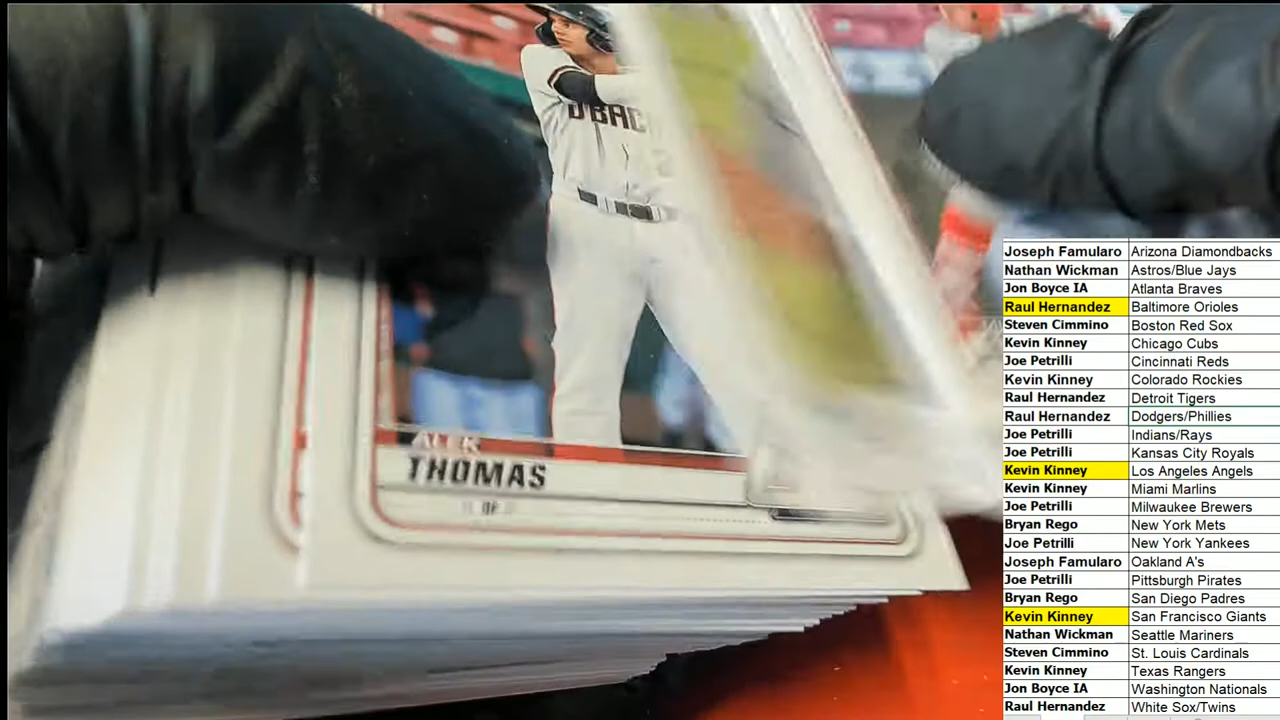 D'BAC
ALEK
THOMAS
OF
Joseph Famularo Arizona Diamondbacks
Nathan Wickman Astros/Blue Jays
Jon Boyce IA Atlanta Braves
Raul Hernandez Baltimore Orioles
Steven Cimmino Boston Red Sox
Kevin Kinney Chicago Cubs
Joe Petrilli Cincinnati Reds
Kevin Kinney Colorado Rockies
Raul Hernandez Detroit Tigers
Raul Hernandez Dodgers/Phillies
Joe Petrilli Indians/Rays
Joe Petrilli Kansas City Royals
Kevin Kinney Los Angeles Angels
Kevin Kinney Miami Marlins
Joe Petrilli Milwaukee Brewers
Bryan Rego New York Mets
Joe Petrilli New York Yankees
Joseph Famularo Oakland A's
Joe Petrilli Pittsburgh Pirates
Bryan Rego San Diego Padres
Kevin Kinney San Francisco Giants
Nathan Wickman Seattle Mariners
Steven Cimmino St. Louis Cardinals
Kevin Kinney Texas Rangers
Jon Boyce IA Washington Nationals
Raul Hernandez White Sox/Twins